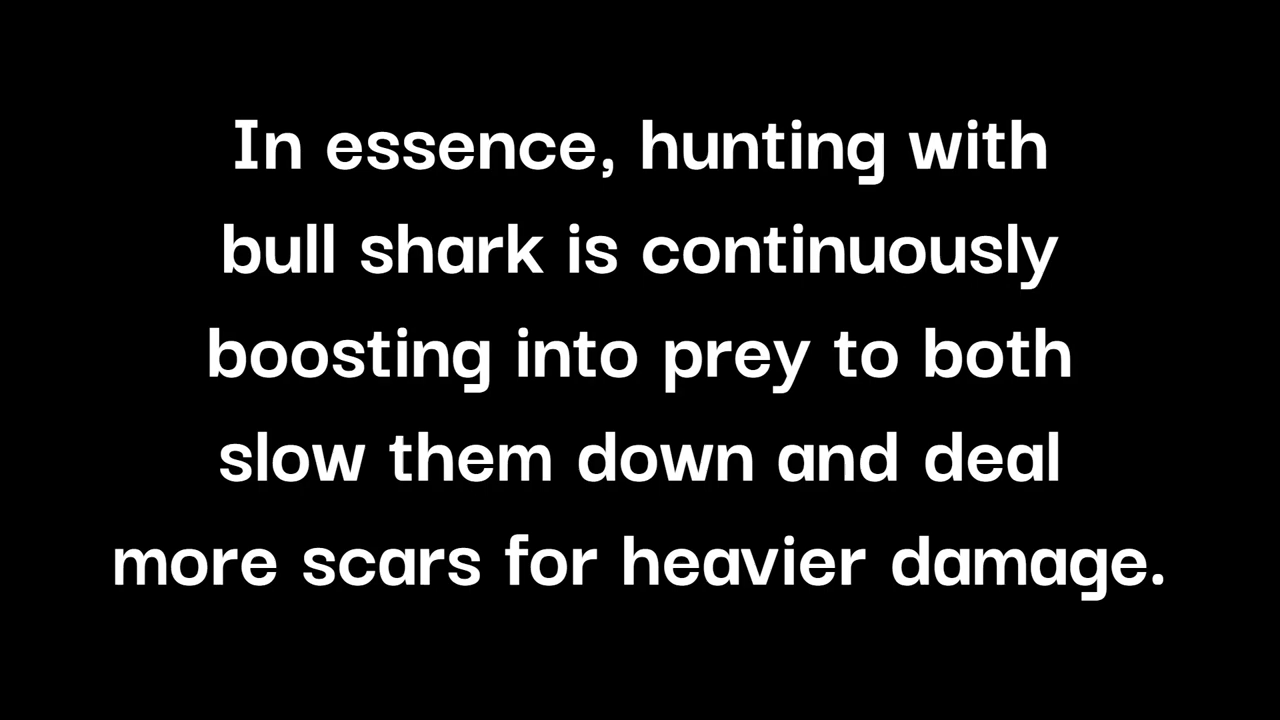 In essence, hunting with
bull shark is continuously
boosting into prey to both
slow them down and deal
more scars for heavier damage.